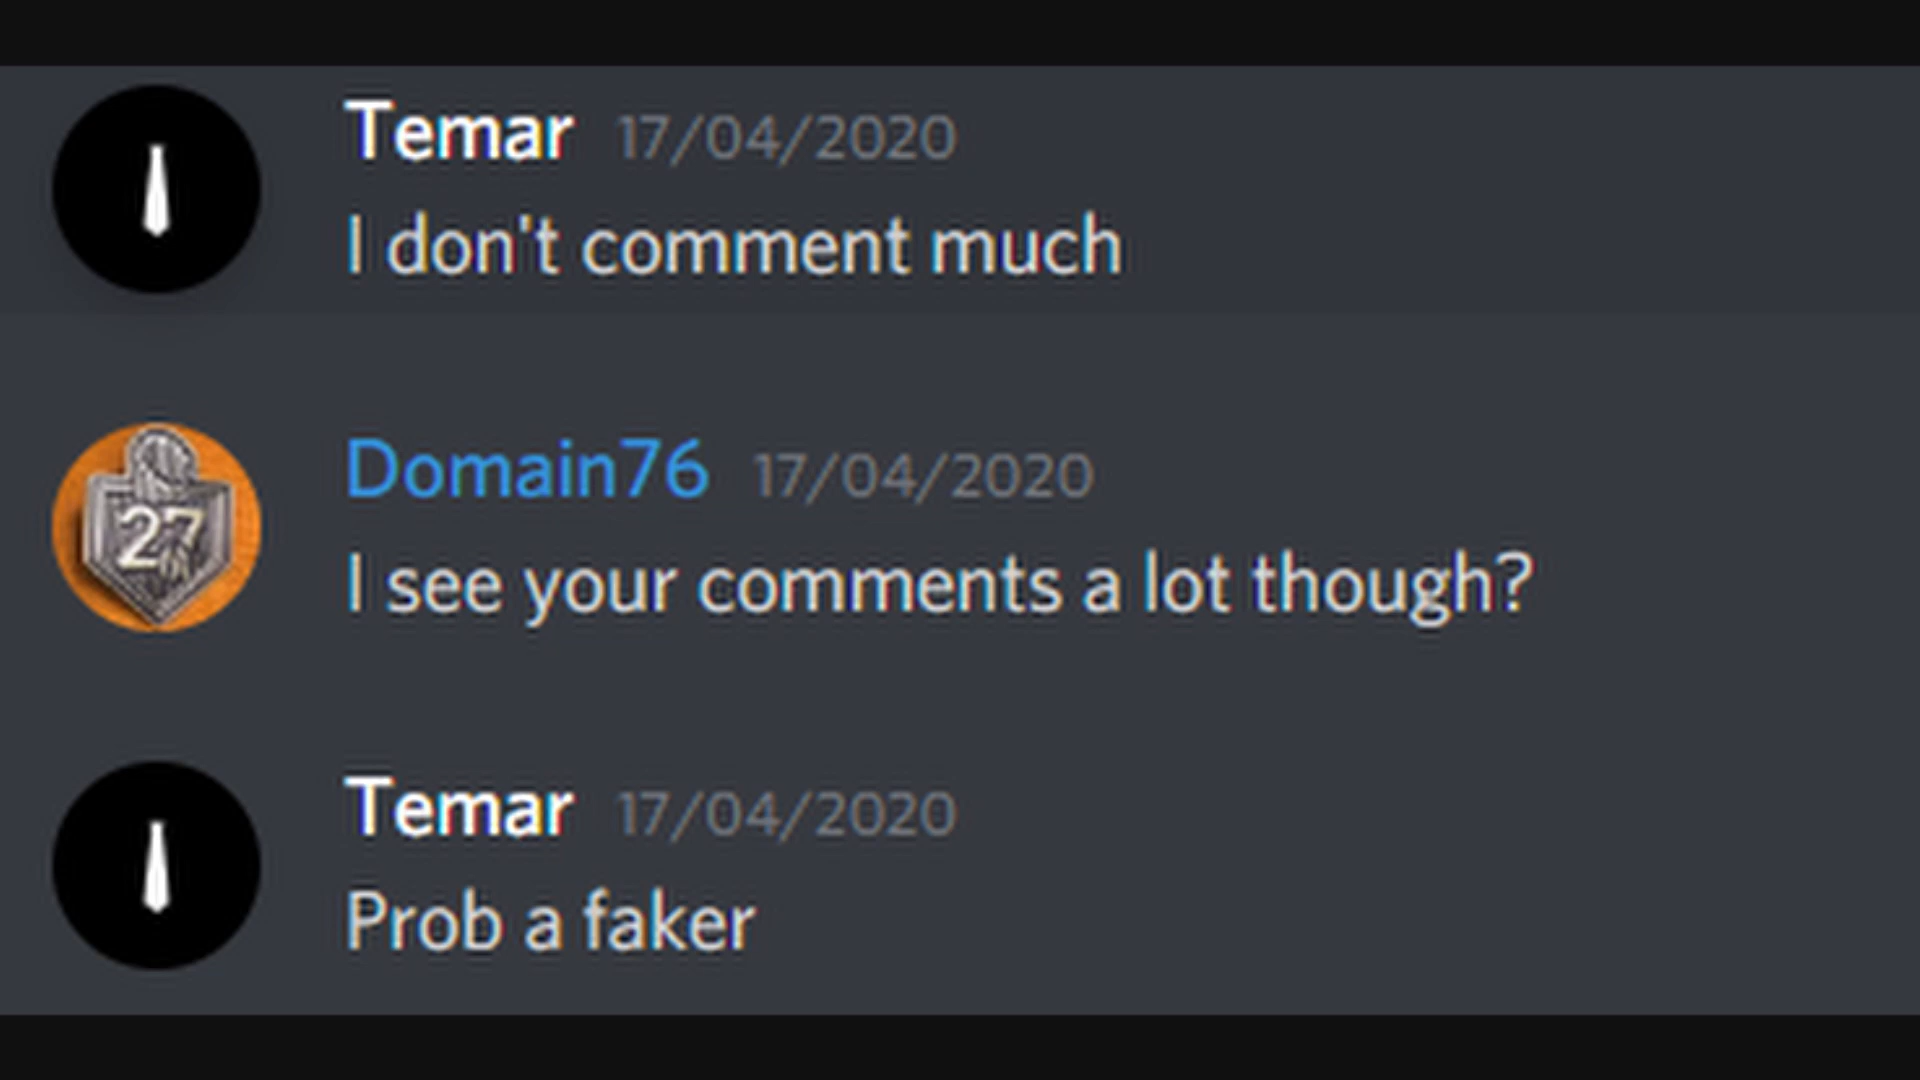 Temar 17/04/2020
I don't comment much
27
Domain76 17/04/2020
I see your comments a lot though?
Temar 17/04/2020
Prob a faker